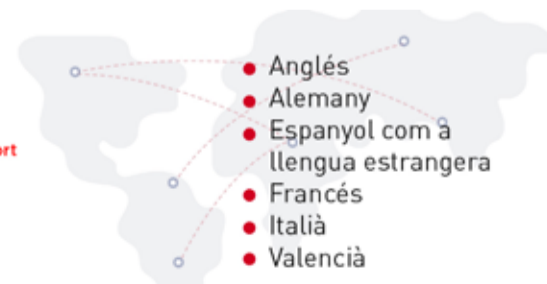 Anglés
Alemany
Espanyol com a
llengua estrangera
Francés
Italià
Valencià